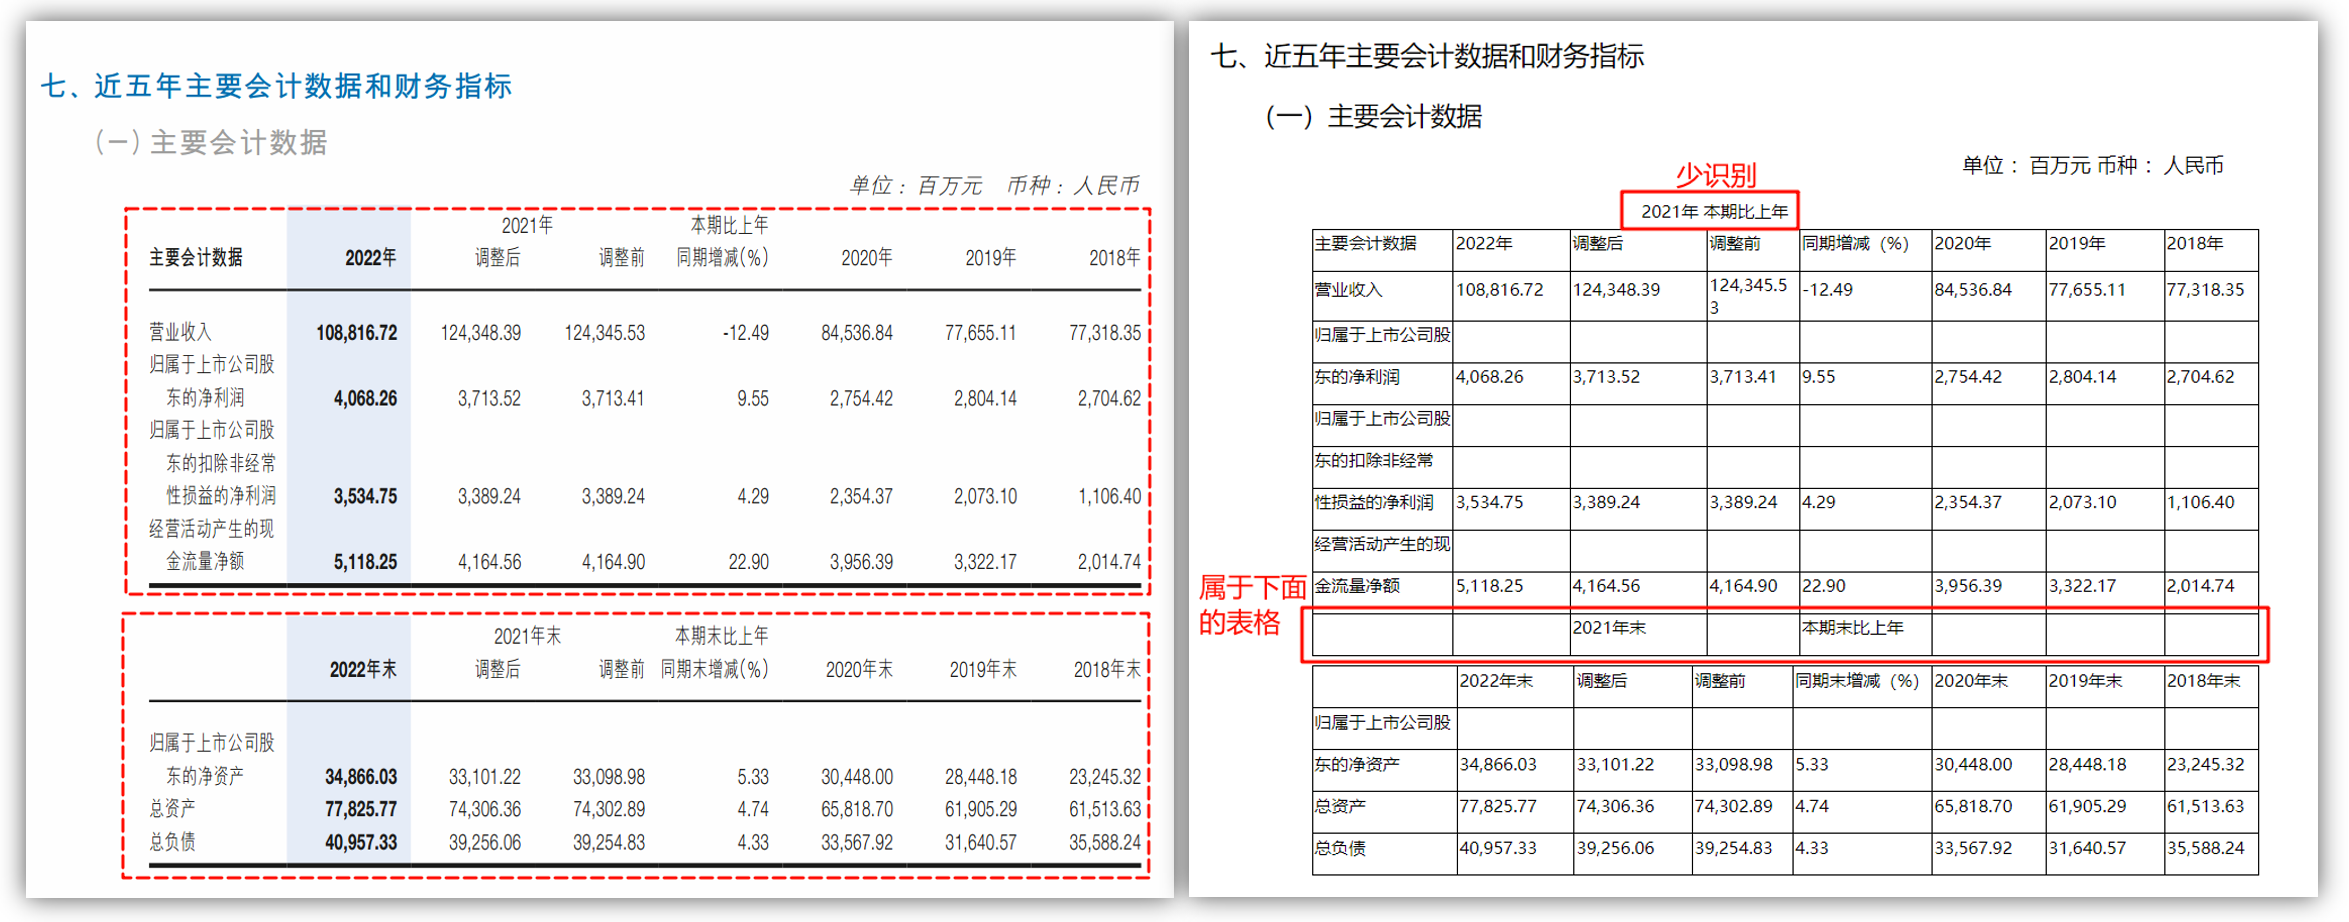 七、近五年主要会计数据和财务指标
(一)主要会计数据
单位：百万元 币种：人民币
2021年 本期比上年
主要会计数据 2022年 调整后 调整前 同期增减(%) 2020年 2019年 2018年
营业收入 108,816.72 124,348.39 124,345.53 -12.49 84,536.84 77,655.11 77,318.35
归属于上市公司股
东的净利润 4,068.26 3,713.52 3,713.41 9.55 2,754.42 2,804.14 2,704.62
归属于上市公司股
东的扣除非经常
性损益的净利润 3,534.75 3,389.24 3,389.24 4.29 2,354.37 2,073.10 1,106.40
经营活动产生的现
金流量净额 5,118.25 4,164.56 4,164.90 22.90 3,956.39 3,322.17 2,014.74
2021年末 本期末比上年
2022年末 调整后 调整前 同期末增减(%) 2020年末 2019年末 2018年末
归属于上市公司股
东的净资产 34,866.03 33,101.22 33,098.98 5.33 30,448.00 28,448.18 23,245.32
总资产 77,825.77 74,306.36 74,302.89 4.74 65,818.70 61,905.29 61,513.63
总负债 40,957.33 39,256.06 39,254.83 4.33 33,567.92 31,640.57 35,588.24
七、近五年主要会计数据和财务指标
(一) 主要会计数据
单位： 百万元 币种： 人民币
少识别
2021年 本期比上年
主要会计数据 2022年 调整后 调整前 同期增减 (%) 2020年 2019年 2018年
营业收入 108,816.72 124,348.39 124,345.5
3 -12.49 84,536.84 77,655.11 77,318.35
归属于上市公司股
东的净利润 4,068.26 3,713.52 3,713.41 9.55 2,754.42 2,804.14 2,704.62
归属于上市公司股
东的扣除非经常
性损益的净利润 3,534.75 3,389.24 3,389.24 4.29 2,354.37 2,073.10 1,106.40
经营活动产生的现
金流量净额 5,118.25 4,164.56 4,164.90 22.90 3,956.39 3,322.17 2,014.74
属于下面
的表格
2021年末 本期末比上年
2022年末 调整后 调整前 同期末增减 (%) 2020年末 2019年末 2018年末
归属于上市公司股
东的净资产 34,866.03 33,101.22 33,098.98 5.33 30,448.00 28,448.18 23,245.32
总资产 77,825.77 74,306.36 74,302.89 4.74 65,818.70 61,905.29 61,513.63
总负债 40,957.33 39,256.06 39,254.83 4.33 33,567.92 31,640.57 35,588.24